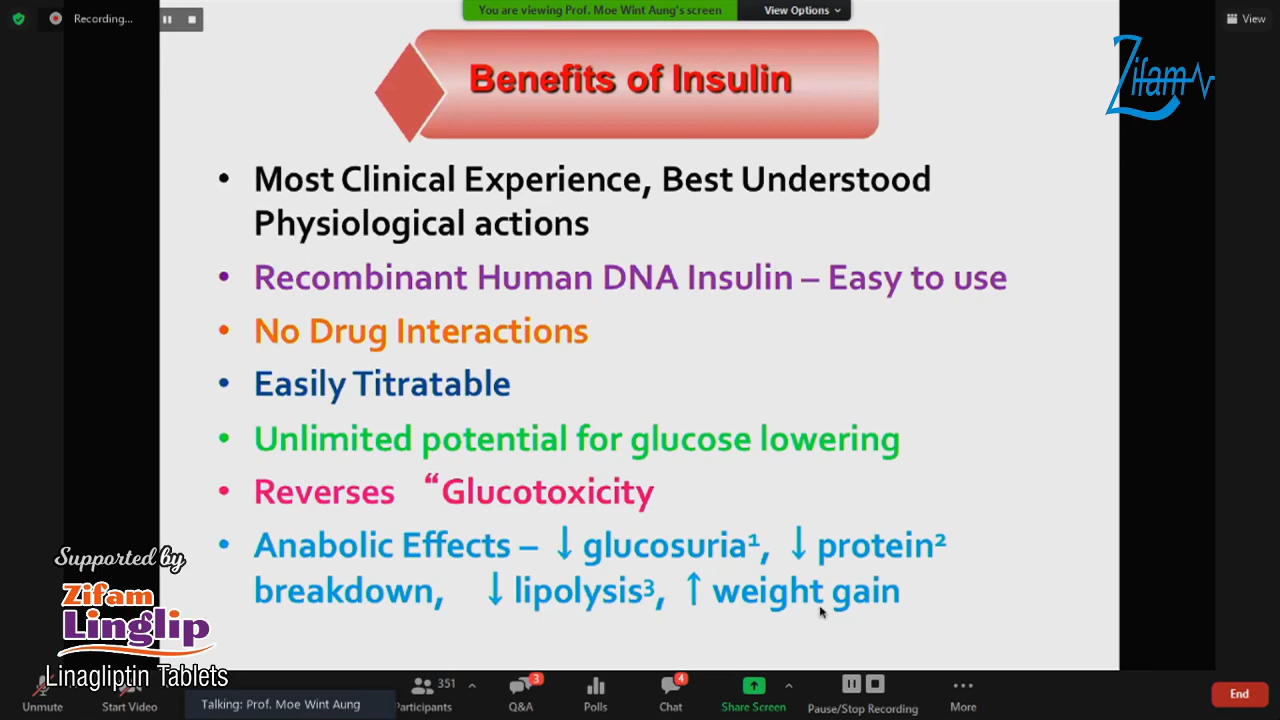 Recording...
You are viewing Prof. Moe Wint Aung's screen
View Options
View
Benefits of Insulin
Zifam
• Most Clinical Experience, Best Understood
Physiological actions
• Recombinant Human DNA Insulin – Easy to use
• No Drug Interactions
• Easily Titratable
• Unlimited potential for glucose lowering
• Reverses “Glucotoxicity
• Anabolic Effects – ↓ glucosuria¹, ↓ protein²
breakdown, ↓ lipolysis³, ↑ weight gain
Supported by
Zifam
Linglip
Linagliptin Tablets
Unmute
Start Video
Talking: Prof. Moe Wint Aung
Participants
351
Q&A
3
Polls
Chat
4
Share Screen
Pause/Stop Recording
More
End